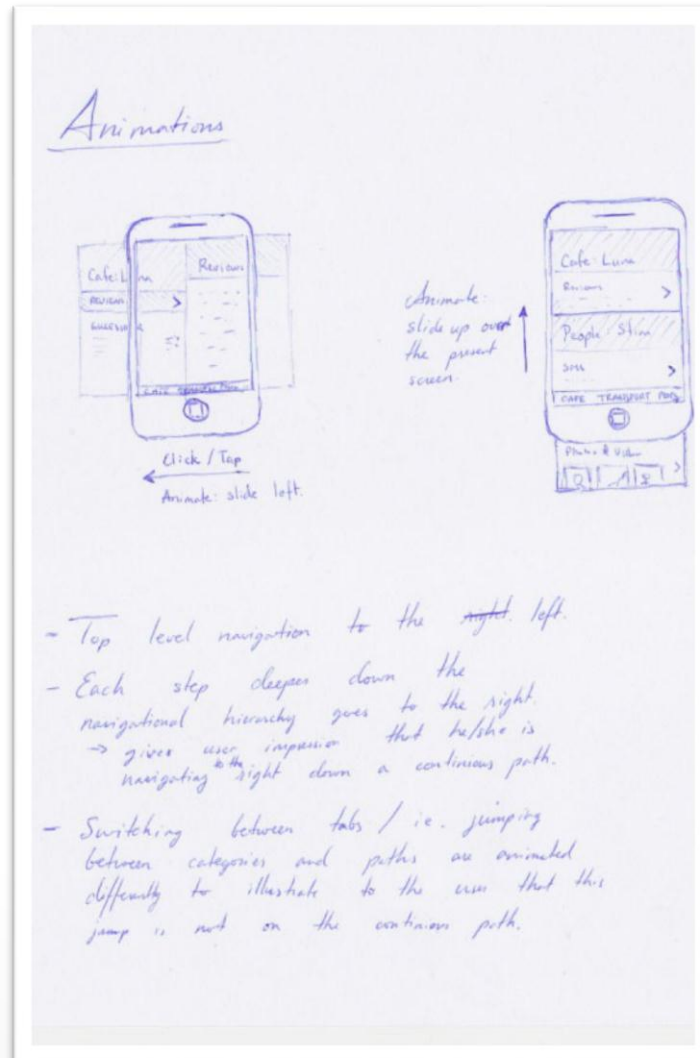 Animations
Cafe: Luna
Reviews
REVIEWS >
CAFE
Click / Tap
Animate: slide left.
Animate:
slide up over
the present
screen.
Cafe: Luna
Reviews >
People
>
CAFE TRANSPORT
>
- Top level navigation to the right. left.
- Each step deeper down the
navigational hierarchy goes to the right.
→ gives user impression that he/she is
navigating to the right down a continious path.
- Switching between tabs / ie. jumping
between categories and paths are animated
differently to illustrate to the user that this
jump is not on the continious path.